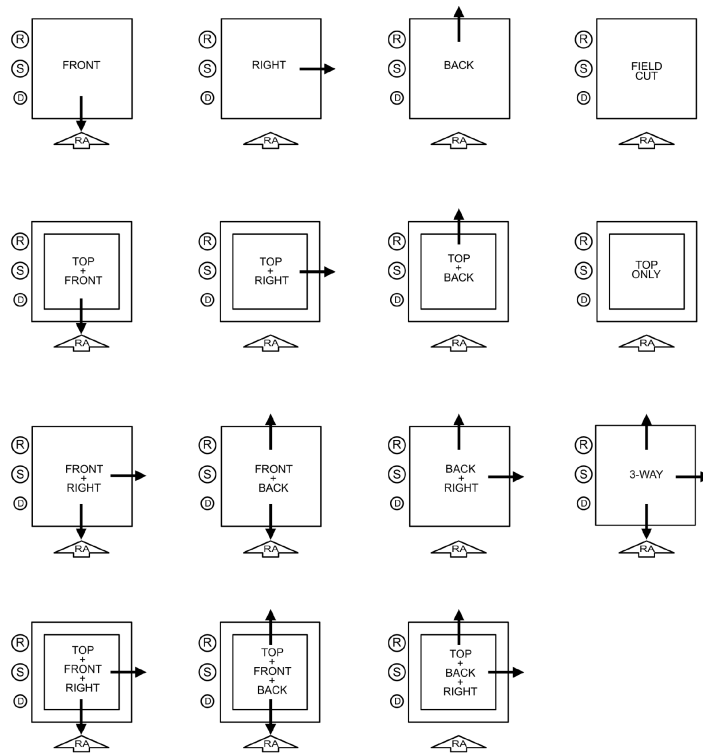 R
S
D
FRONT
RA
R
S
D
RIGHT
RA
R
S
D
BACK
RA
R
S
D
FIELD
CUT
RA
R
S
D
TOP
+
FRONT
RA
R
S
D
TOP
+
RIGHT
RA
R
S
D
TOP
+
BACK
RA
R
S
D
TOP
ONLY
RA
R
S
D
FRONT
+
RIGHT
RA
R
S
D
FRONT
+
BACK
RA
R
S
D
BACK
+
RIGHT
RA
R
S
D
3-WAY
RA
R
S
D
TOP
+
FRONT
+
RIGHT
RA
R
S
D
TOP
+
FRONT
+
BACK
RA
R
S
D
TOP
+
BACK
+
RIGHT
RA